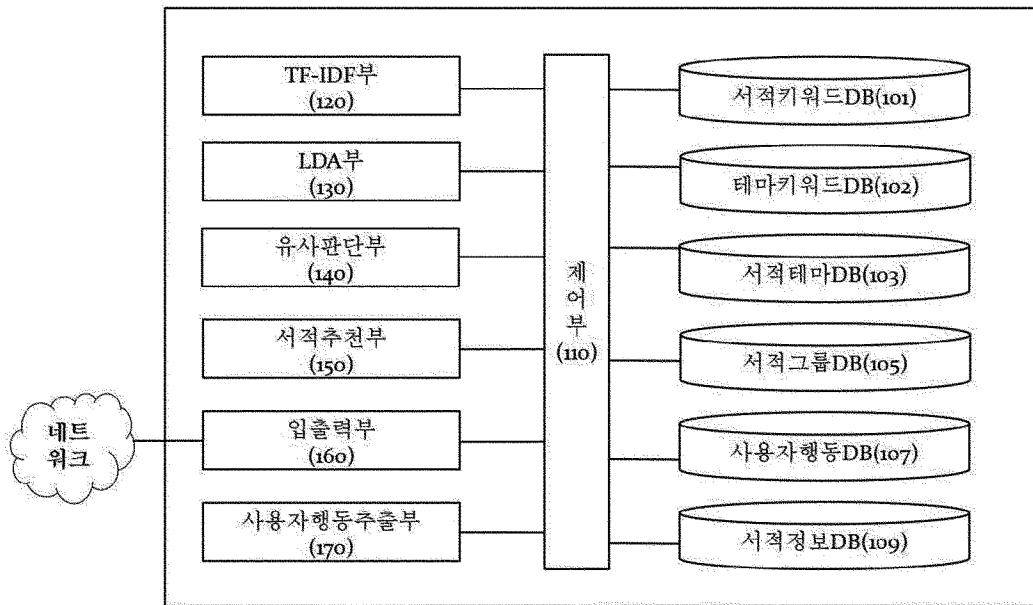 TF-IDF부
(120)
LDA부
(130)
유사판단부
(140)
서적추천부
(150)
입출력부
(160)
사용자행동추출부
(170)
네트
워크
제
어
부
(110)
서적키워드DB(101)
테마키워드DB(102)
서적테마DB(103)
서적그룹DB(105)
사용자행동DB(107)
서적정보DB(109)